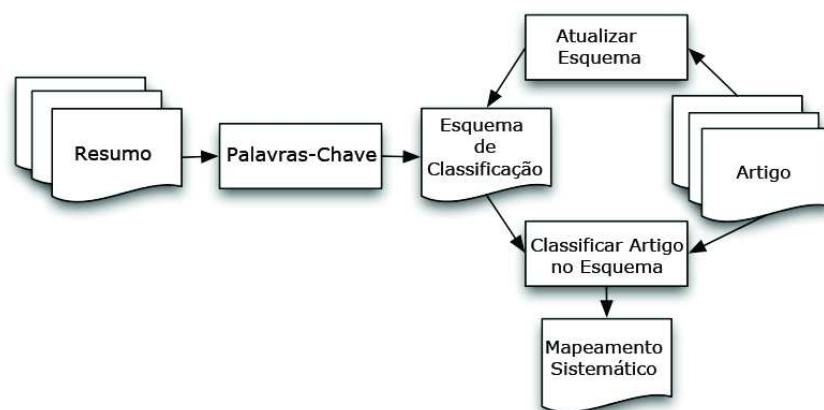 Resumo
Palavras-Chave
Esquema
de
Classificação
Atualizar
Esquema
Artigo
Classificar Artigo
no Esquema
Mapeamento
Sistemático